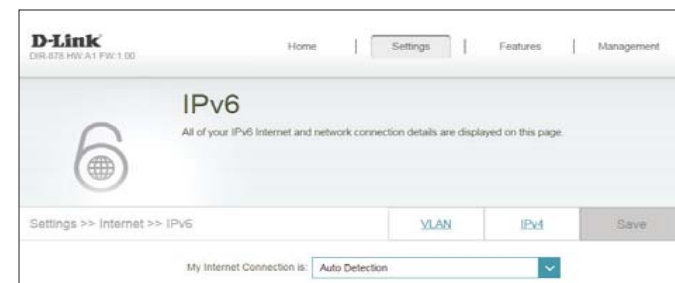 D-Link
DIR-878 HW:A1 FW:1.00
Home | Settings | Features | Management
IPv6
All of your IPv6 Internet and network connection details are displayed on this page.
Settings >> Internet >> IPv6
VLAN
IPv4
Save
My Internet Connection is: Auto Detection